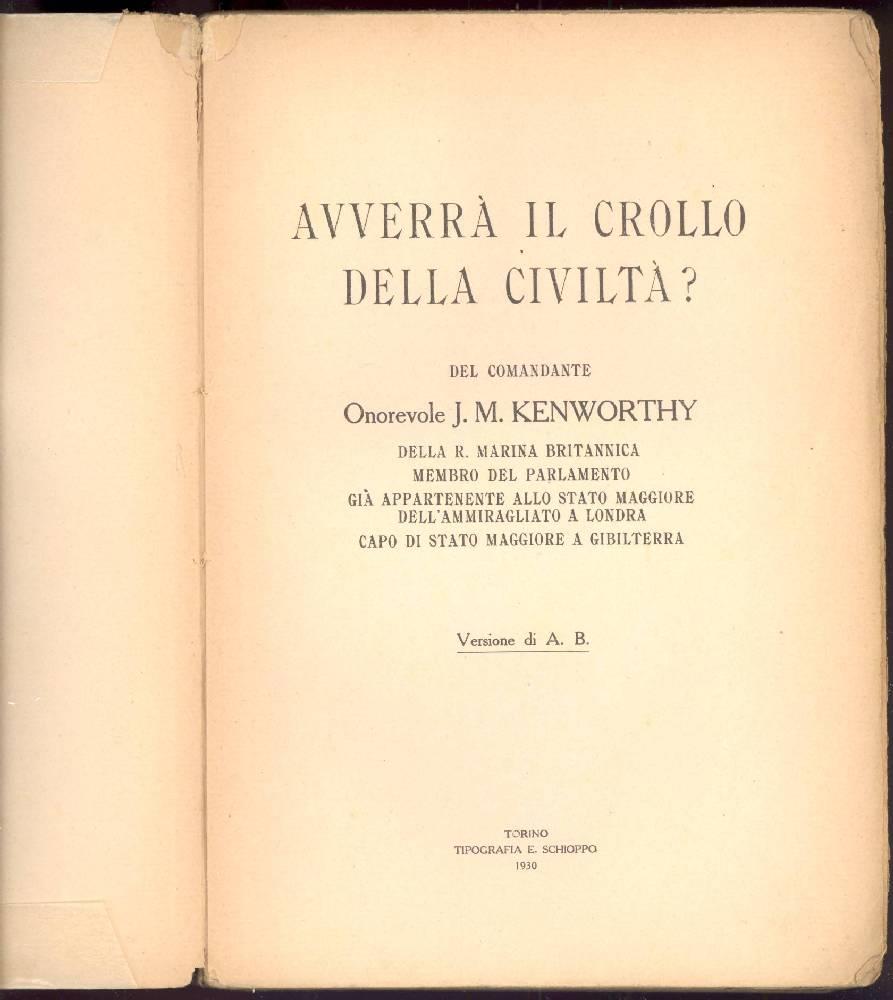 AVVERRÀ IL CROLLO
DELLA CIVILTÀ?
DEL COMANDANTE
Onorevole J. M. KENWORTHY
DELLA R. MARINA BRITANNICA
MEMBRO DEL PARLAMENTO
GIÀ APPARTENENTE ALLO STATO MAGGIORE
DELL'AMMIRAGLIATO A LONDRA
CAPO DI STATO MAGGIORE A GIBILTERRA
Versione di A. B.
TORINO
TIPOGRAFIA E. SCHIOPPO
1930